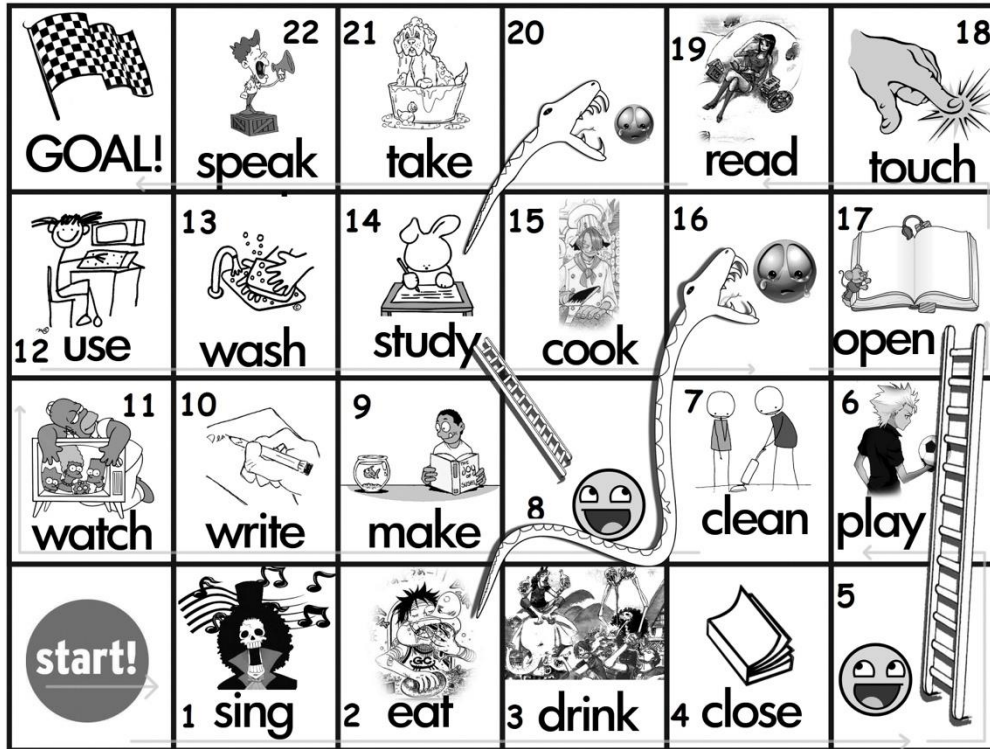 22 21 20 19 18
GOAL! speak take read touch
13 14 15 16 17
12 use wash study cook open
11 10 9 7 6
8
watch write make clean play
5
start!
1 sing 2 eat 3 drink 4 close
GC